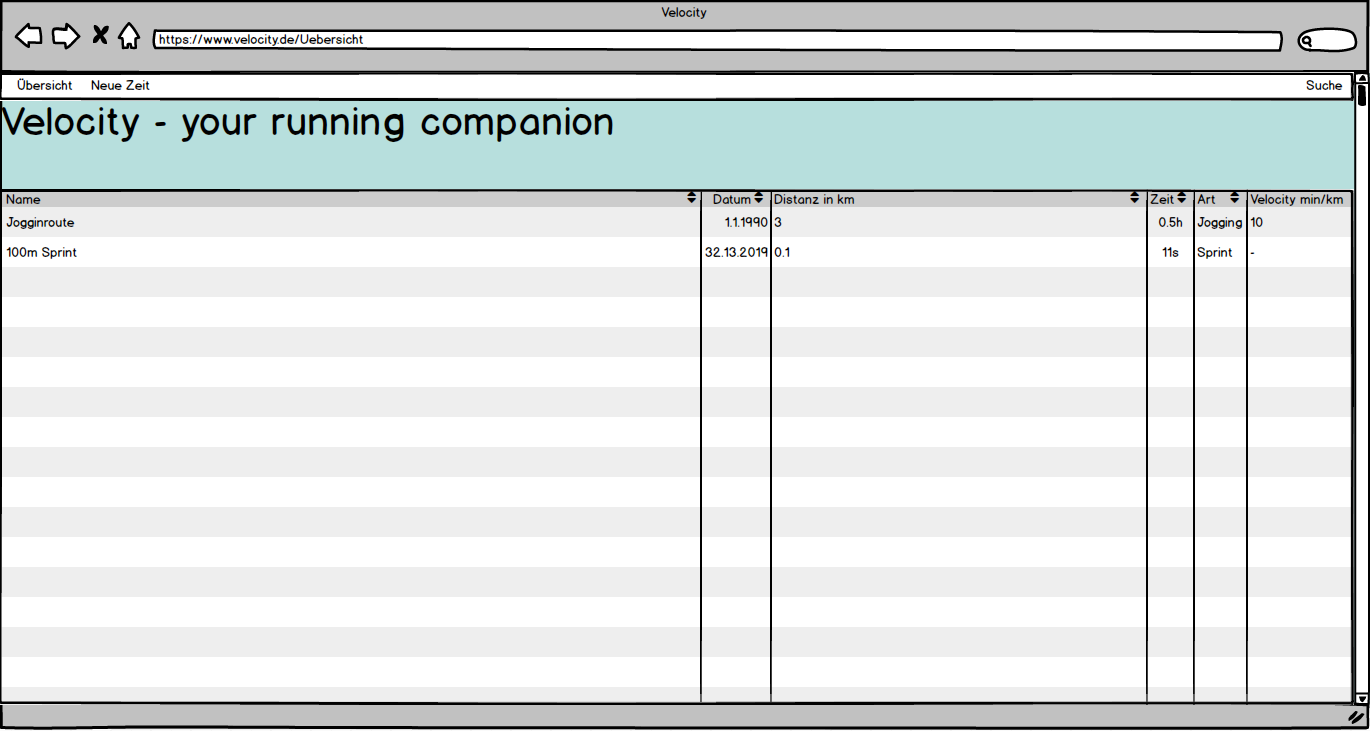 Velocity
https://www.velocity.de/Uebersicht
Übersicht Neue Zeit Suche
Velocity - your running companion
Name Datum Distanz in km Zeit Art Velocity min/km
Jogginroute 1.1.1990 3 0.5h Jogging 10
100m Sprint 32.13.2019 0.1 11s Sprint -